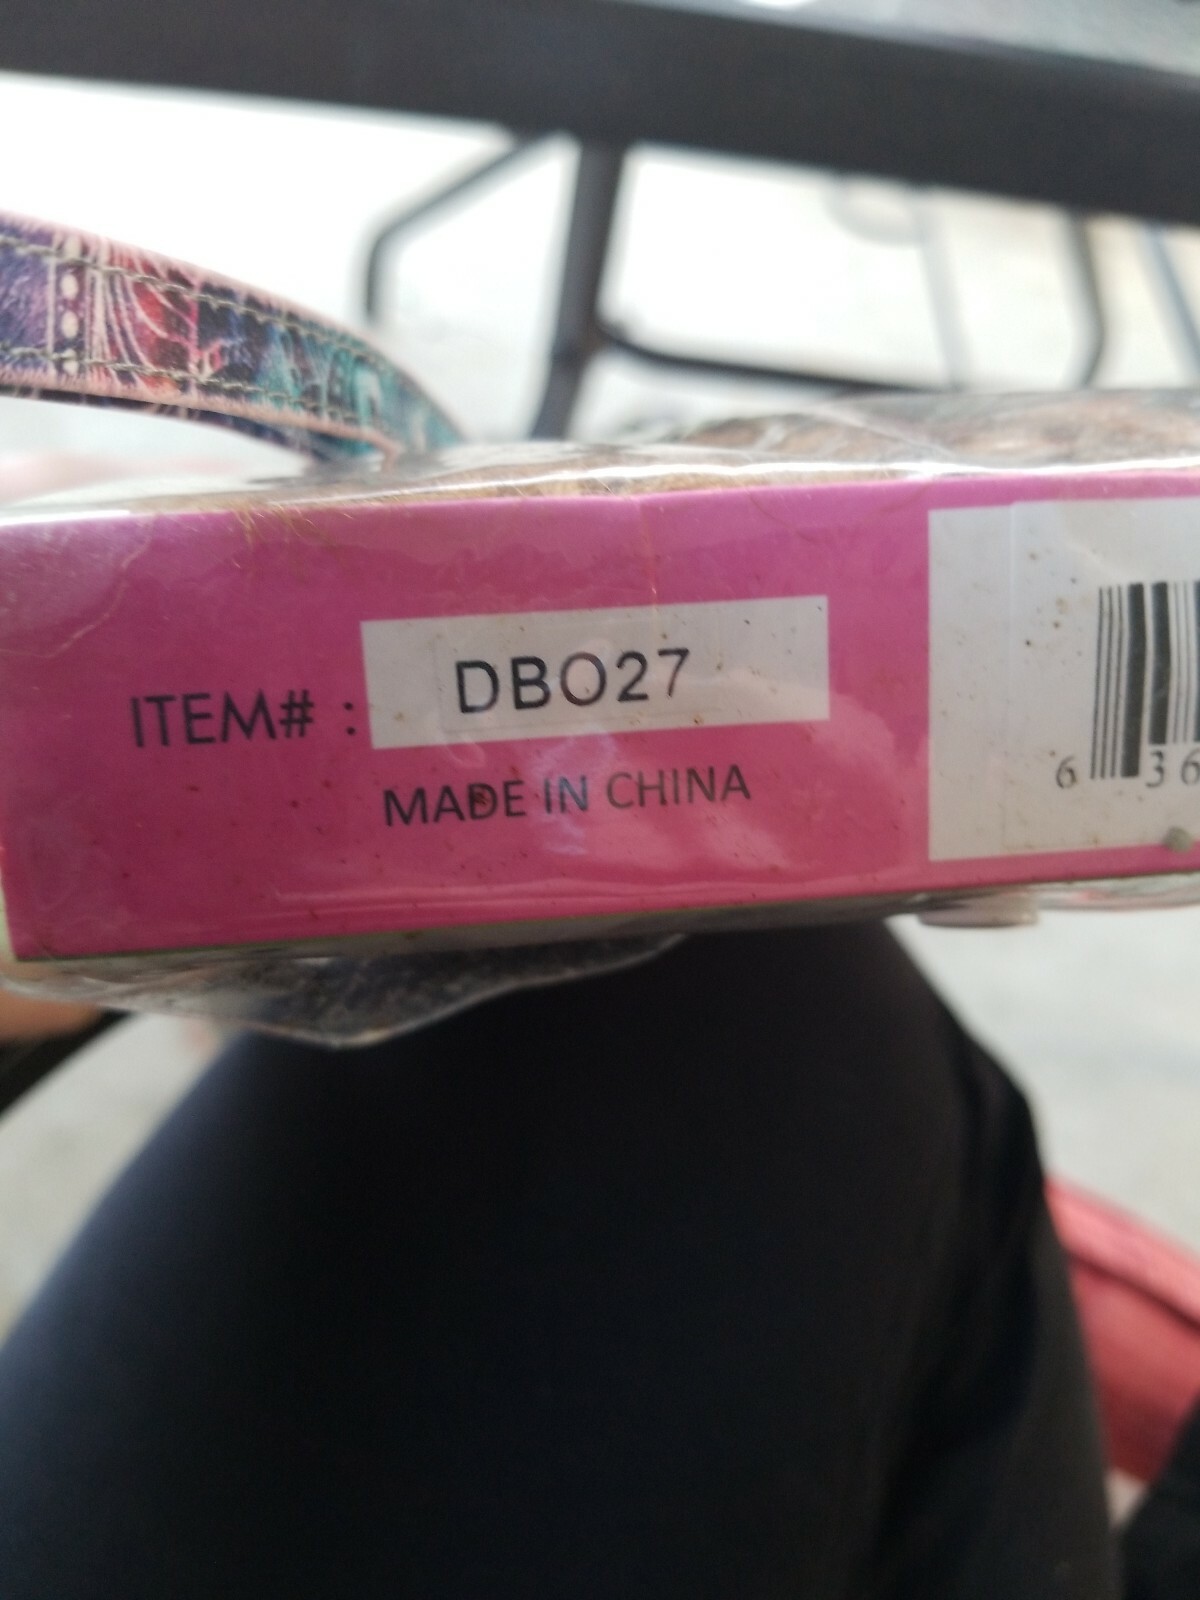 ITEM# : DBO27
MADE IN CHINA
6 36